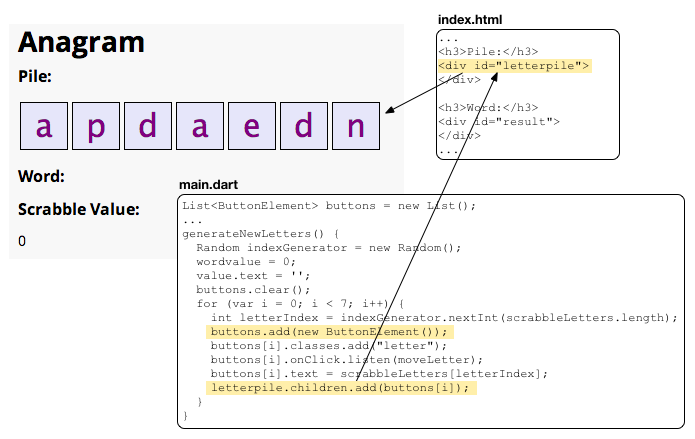 Anagram
Pile:
a p d a e d n
Word:
Scrabble Value:
0
index.html
...
<h3>Pile:</h3>
<div id="letterpile">
</div>
<h3>Word:</h3>
<div id="result">
</div>
...
main.dart
List<ButtonElement> buttons = new List();
...
generateNewLetters() {
Random indexGenerator = new Random();
wordvalue = 0;
value.text = '';
buttons.clear();
for (var i = 0; i < 7; i++) {
int letterIndex = indexGenerator.nextInt(scrabbleLetters.length);
buttons.add(new ButtonElement());
buttons[i].classes.add("letter");
buttons[i].onClick.listen(moveLetter);
buttons[i].text = scrabbleLetters[letterIndex];
letterpile.children.add(buttons[i]);
}
}